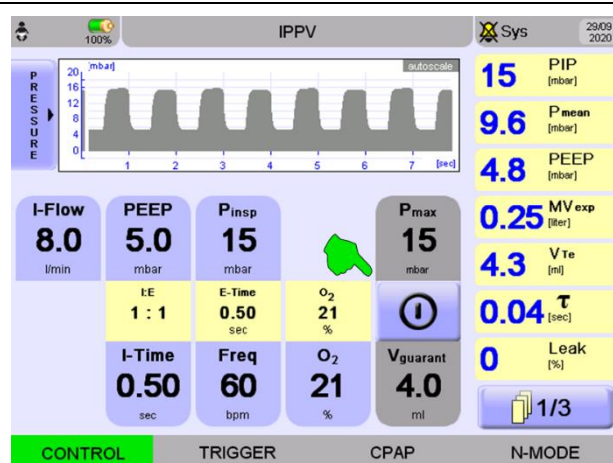 100%
IPPV
Sys
29/09
2020
PRESSURE
[mbar]
autoscale
20
16
12
8
4
0
1 2 3 4 5 6 7 [sec]
15 PIP [mbar]
9.6 Pmean [mbar]
4.8 PEEP [mbar]
0.25 MVexp [liter]
4.3 VTe [ml]
0.04 τ [sec]
0 Leak [%]
1/3
I-Flow PEEP Pinsp Pmax
8.0 5.0 15 15
l/min mbar mbar mbar
I:E E-Time O2
1 : 1 0.50 21
sec %
I-Time Freq O2 Vguarant
0.50 60 21 4.0
sec bpm % ml
CONTROL TRIGGER CPAP N-MODE